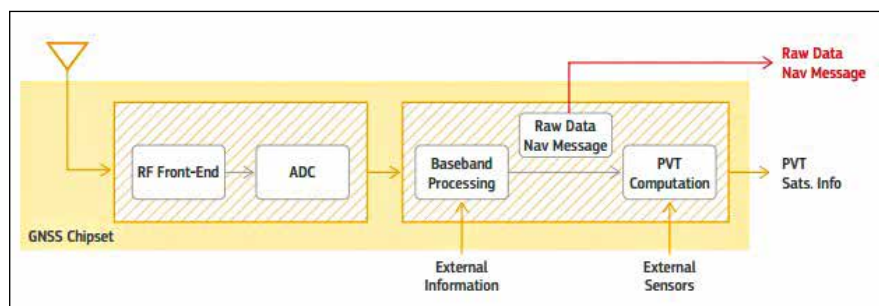 Raw Data
Nav Message
Raw Data
Nav Message
RF Front-End
ADC
Baseband
Processing
PVT
Computation
PVT
Sats. Info
GNSS Chipset
External
Information
External
Sensors